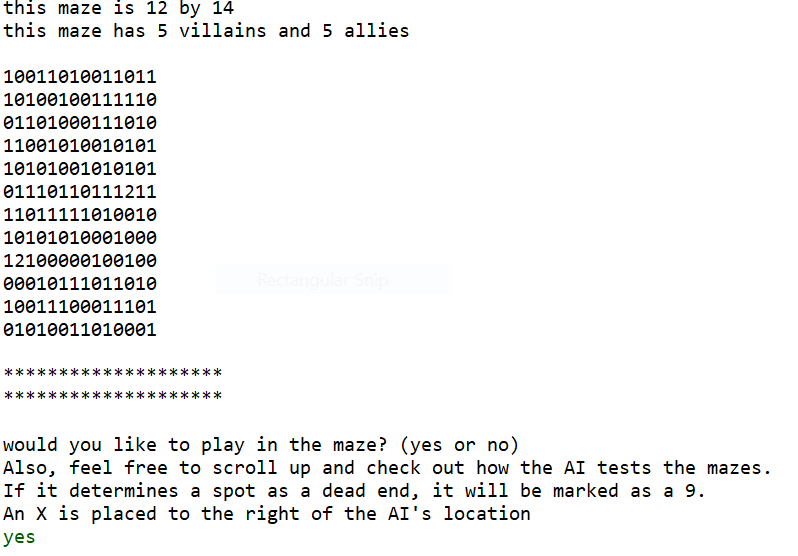 this maze is 12 by 14
this maze has 5 villains and 5 allies
10011010011011
10100100111110
01101000111010
11001010010101
10101001010101
01110110111211
11011111010010
10101010001000
12100000100100
00010111011010
10011100011101
01010011010001
********************
********************
would you like to play in the maze? (yes or no)
Also, feel free to scroll up and check out how the AI tests the mazes.
If it determines a spot as a dead end, it will be marked as a 9.
An X is placed to the right of the AI's location
yes
Rectangular Snip